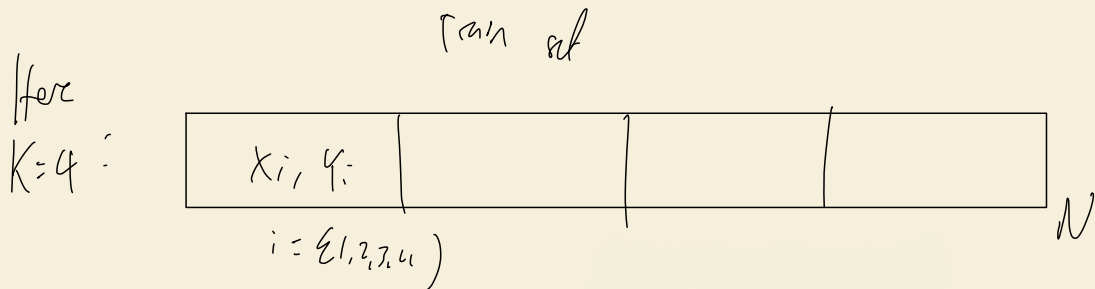 Train set
Here
K=4 :
Xi, Yi
i = {1,2,3,4)
N